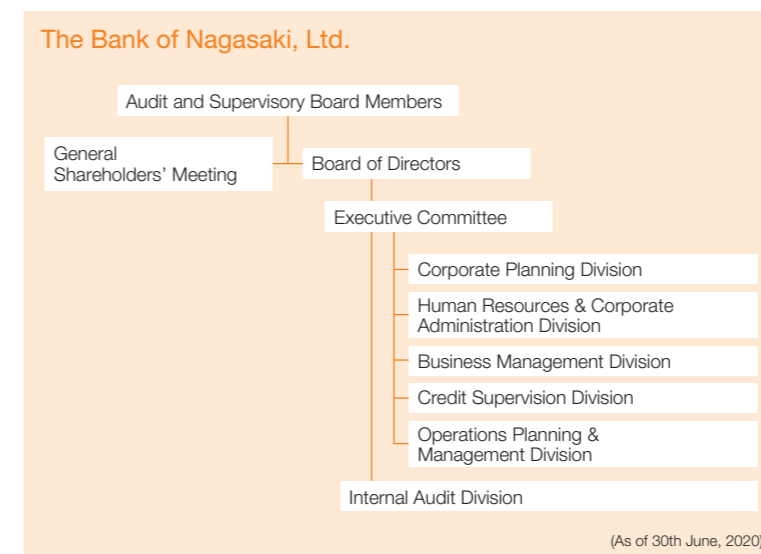 The Bank of Nagasaki, Ltd.
Audit and Supervisory Board Members
General
Shareholders’ Meeting
Board of Directors
Executive Committee
Corporate Planning Division
Human Resources & Corporate
Administration Division
Business Management Division
Credit Supervision Division
Operations Planning &
Management Division
Internal Audit Division
(As of 30th June, 2020)